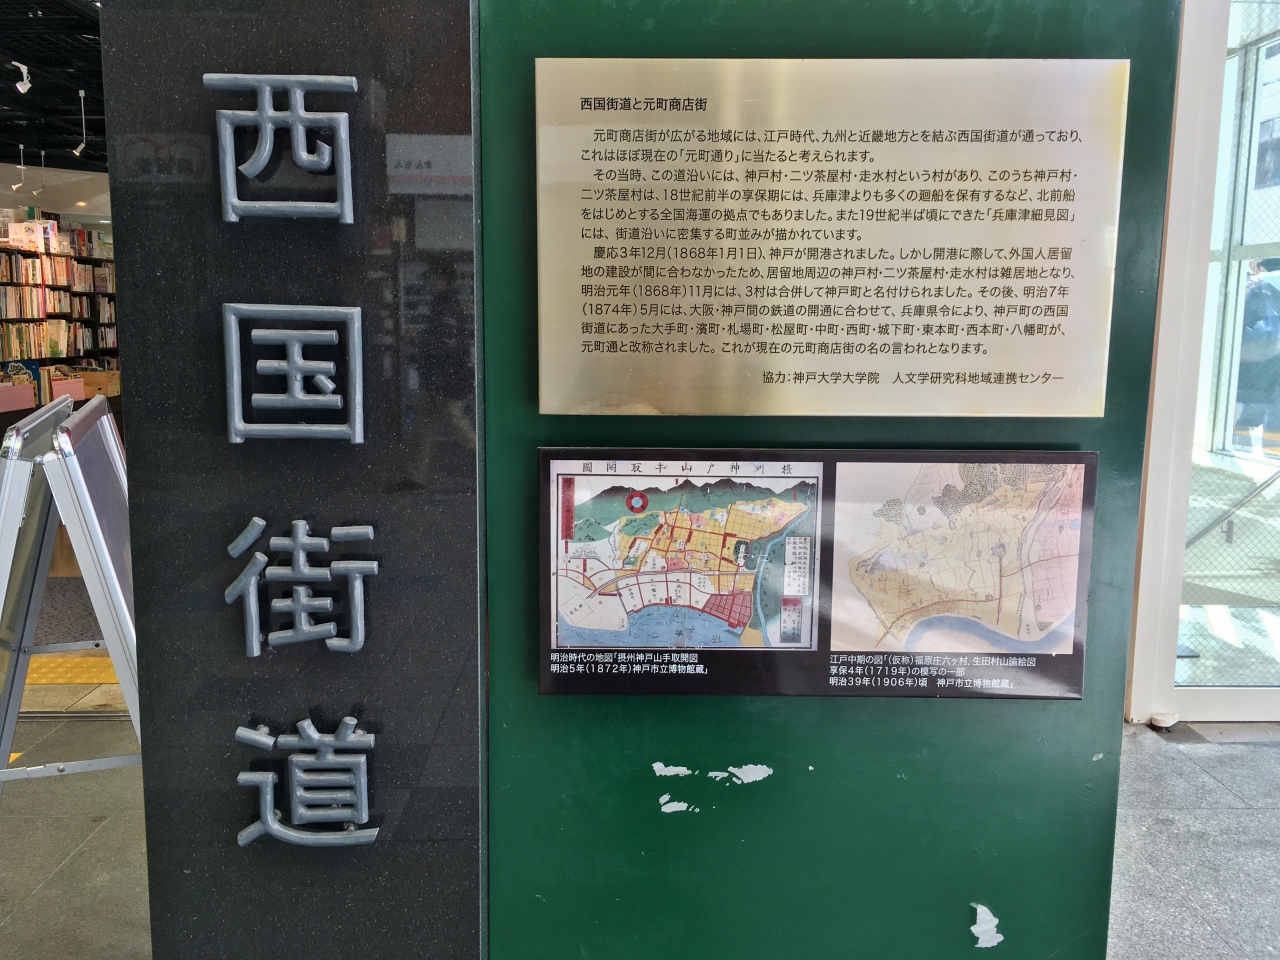 西国街道
西国街道と元町商店街
元町商店街が広がる地域には、江戸時代、九州と近畿地方とを結ぶ西国街道が通っており、
これはほぼ現在の「元町通り」に当たると考えられます。
その当時、この道沿いには、神戸村・二ツ茶屋村・走水村という村があり、このうち神戸村・
二ツ茶屋村は、18世紀前半の享保期には、兵庫津よりも多くの廻船を保有するなど、北前船
をはじめとする全国海運の拠点でもありました。また19世紀半ば頃にできた「兵庫津細見図」
には、街道沿いに密集する町並みが描かれています。
慶応3年12月(1868年1月1日)、神戸が開港されました。しかし開港に際して、外国人居留
地の建設が間に合わなかったため、居留地周辺の神戸村・二ツ茶屋村・走水村は雑居地となり、
明治元年(1868年)11月には、3村は合併して神戸町と名付けられました。その後、明治7年
(1874年)5月には、大阪・神戸間の鉄道の開通に合わせて、兵庫県令により、神戸町の西国
街道にあった大手町・濱町・札場町・松屋町・中町・西町・城下町・東本町・西本町・八幡町が、
元町通と改称されました。これが現在の元町商店街の名の言われとなります。
協力:神戸大学大学院 人文学研究科地域連携センター
圖開取手山戸神州摂
明治時代の地図「摂州神戸山手取開図
明治5年(1872年)神戸市立博物館蔵」
江戸中期の図「(仮称)福原庄六ヶ村、生田村山論絵図
享保4年(1719年)の模写の一部
明治39年(1906年)頃 神戸市立博物館蔵」